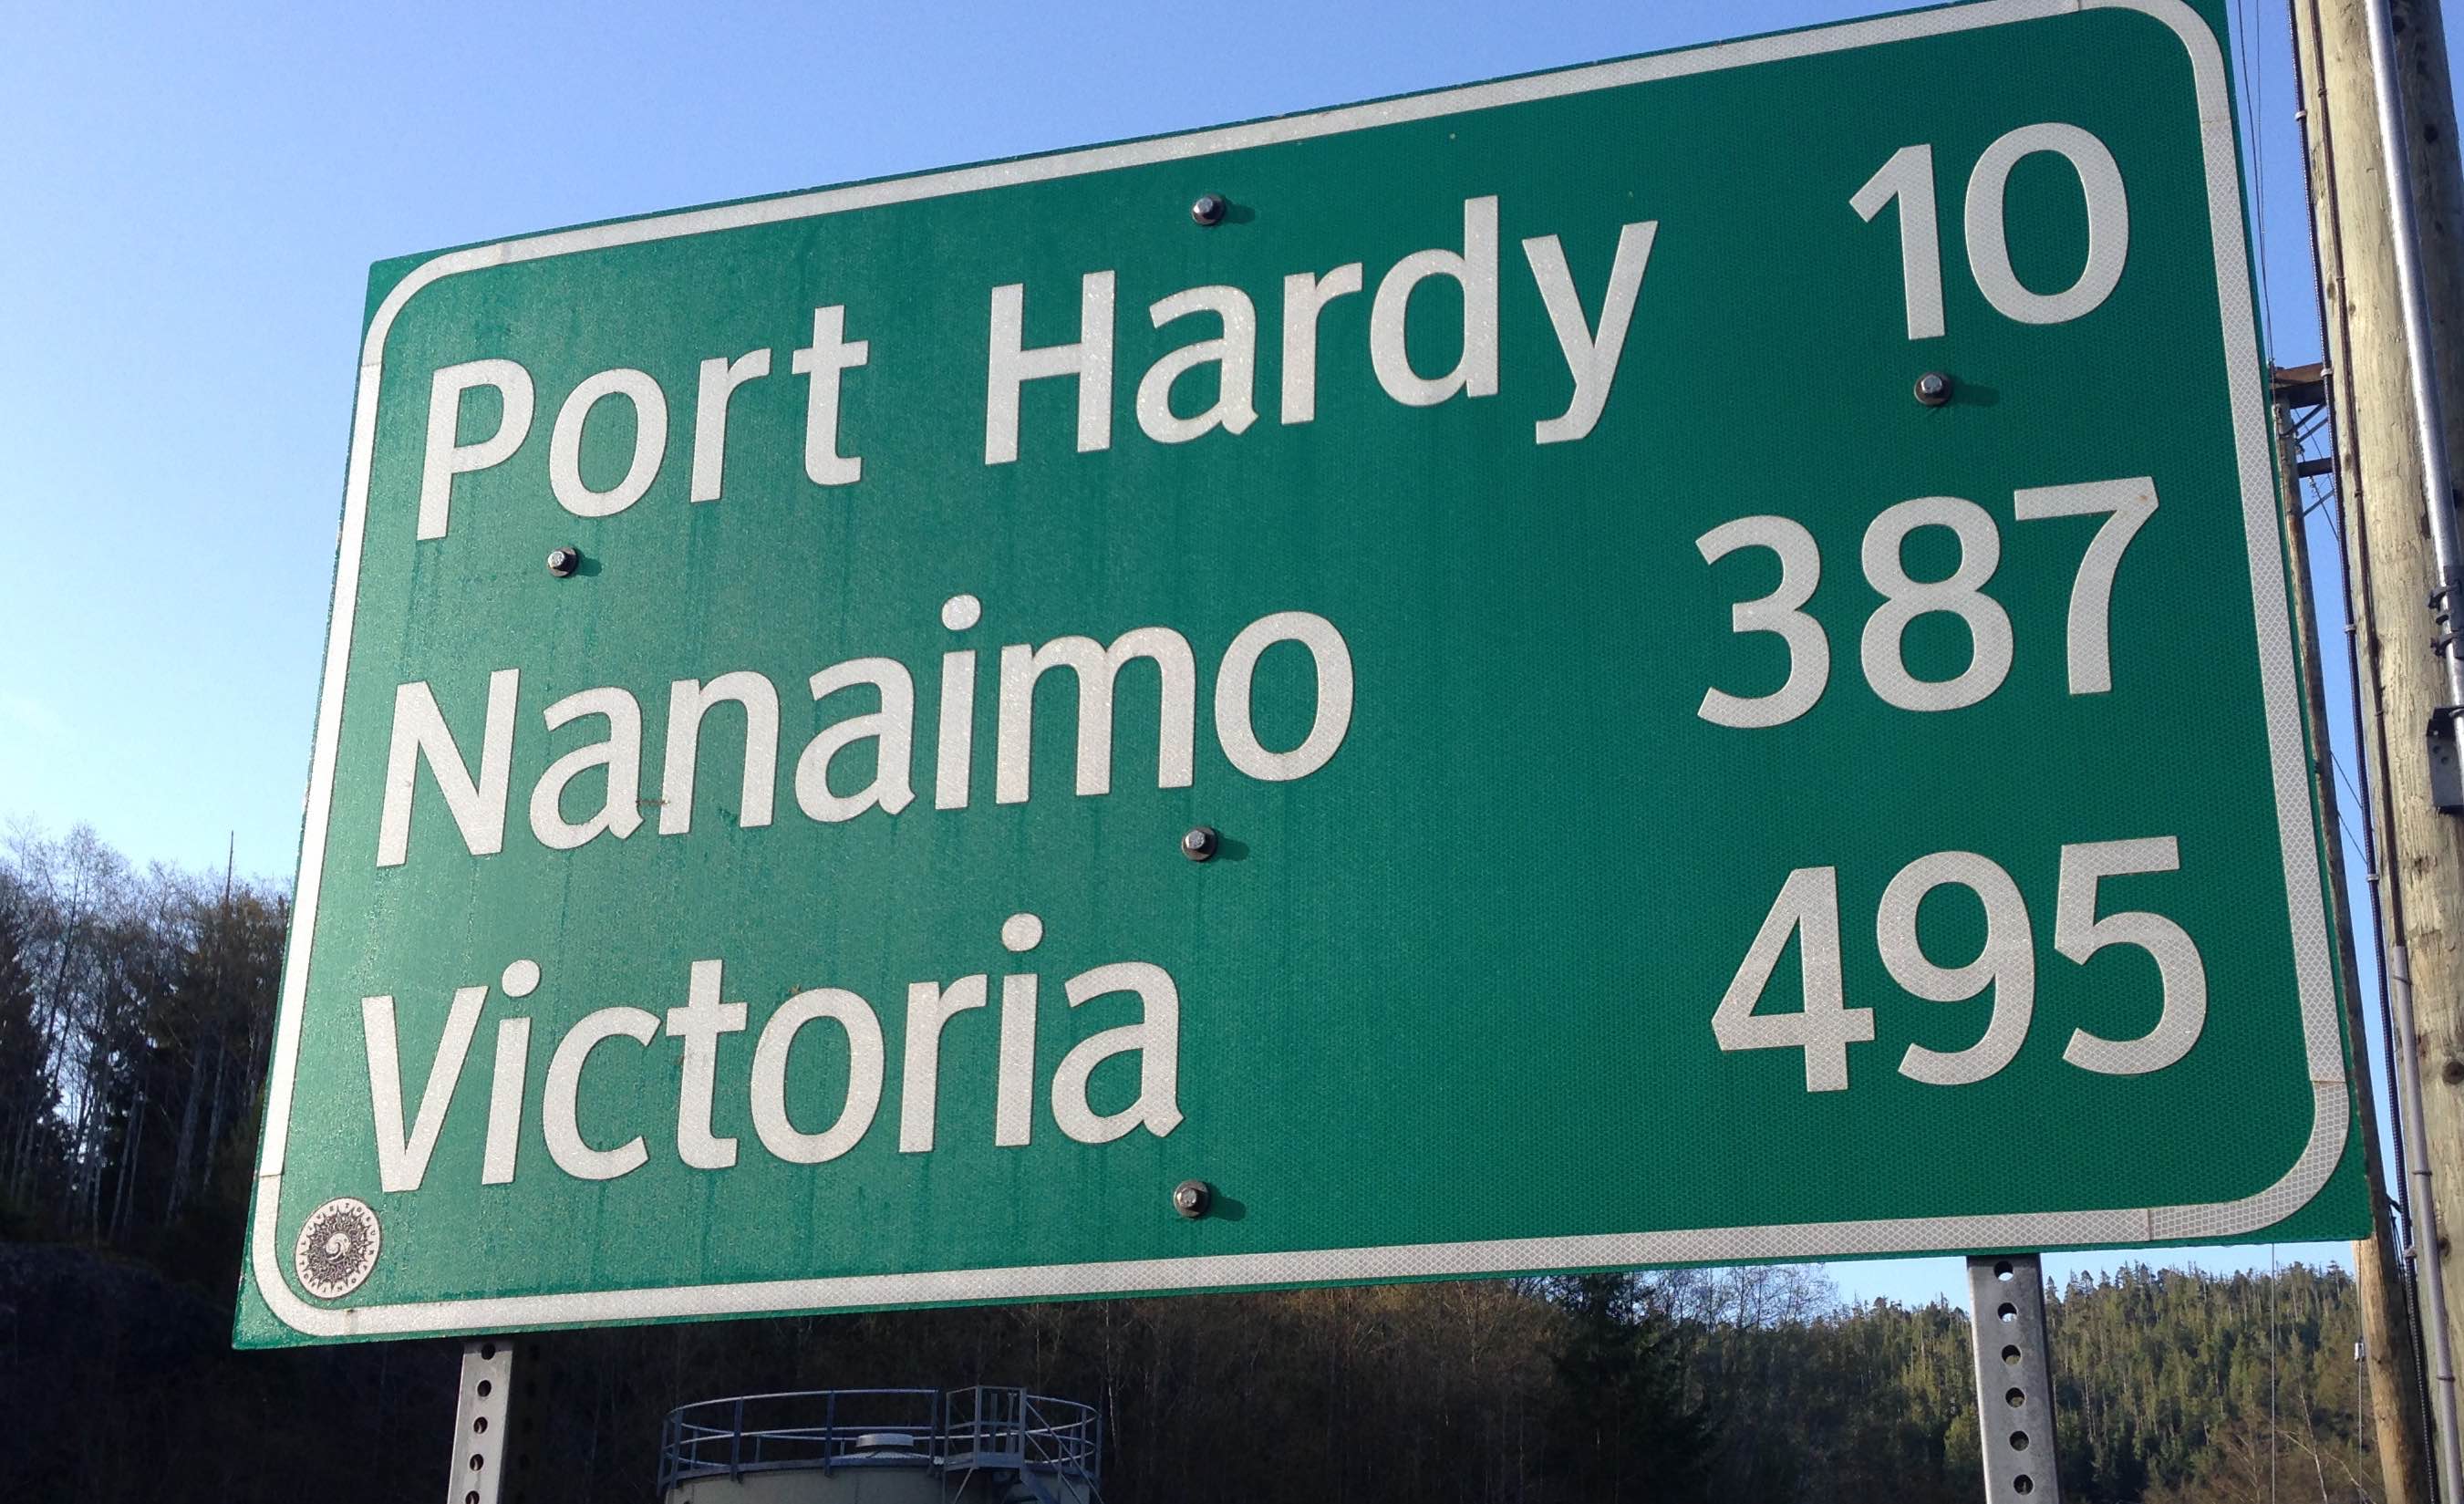 Port Hardy 10
Nanaimo 387
Victoria 495